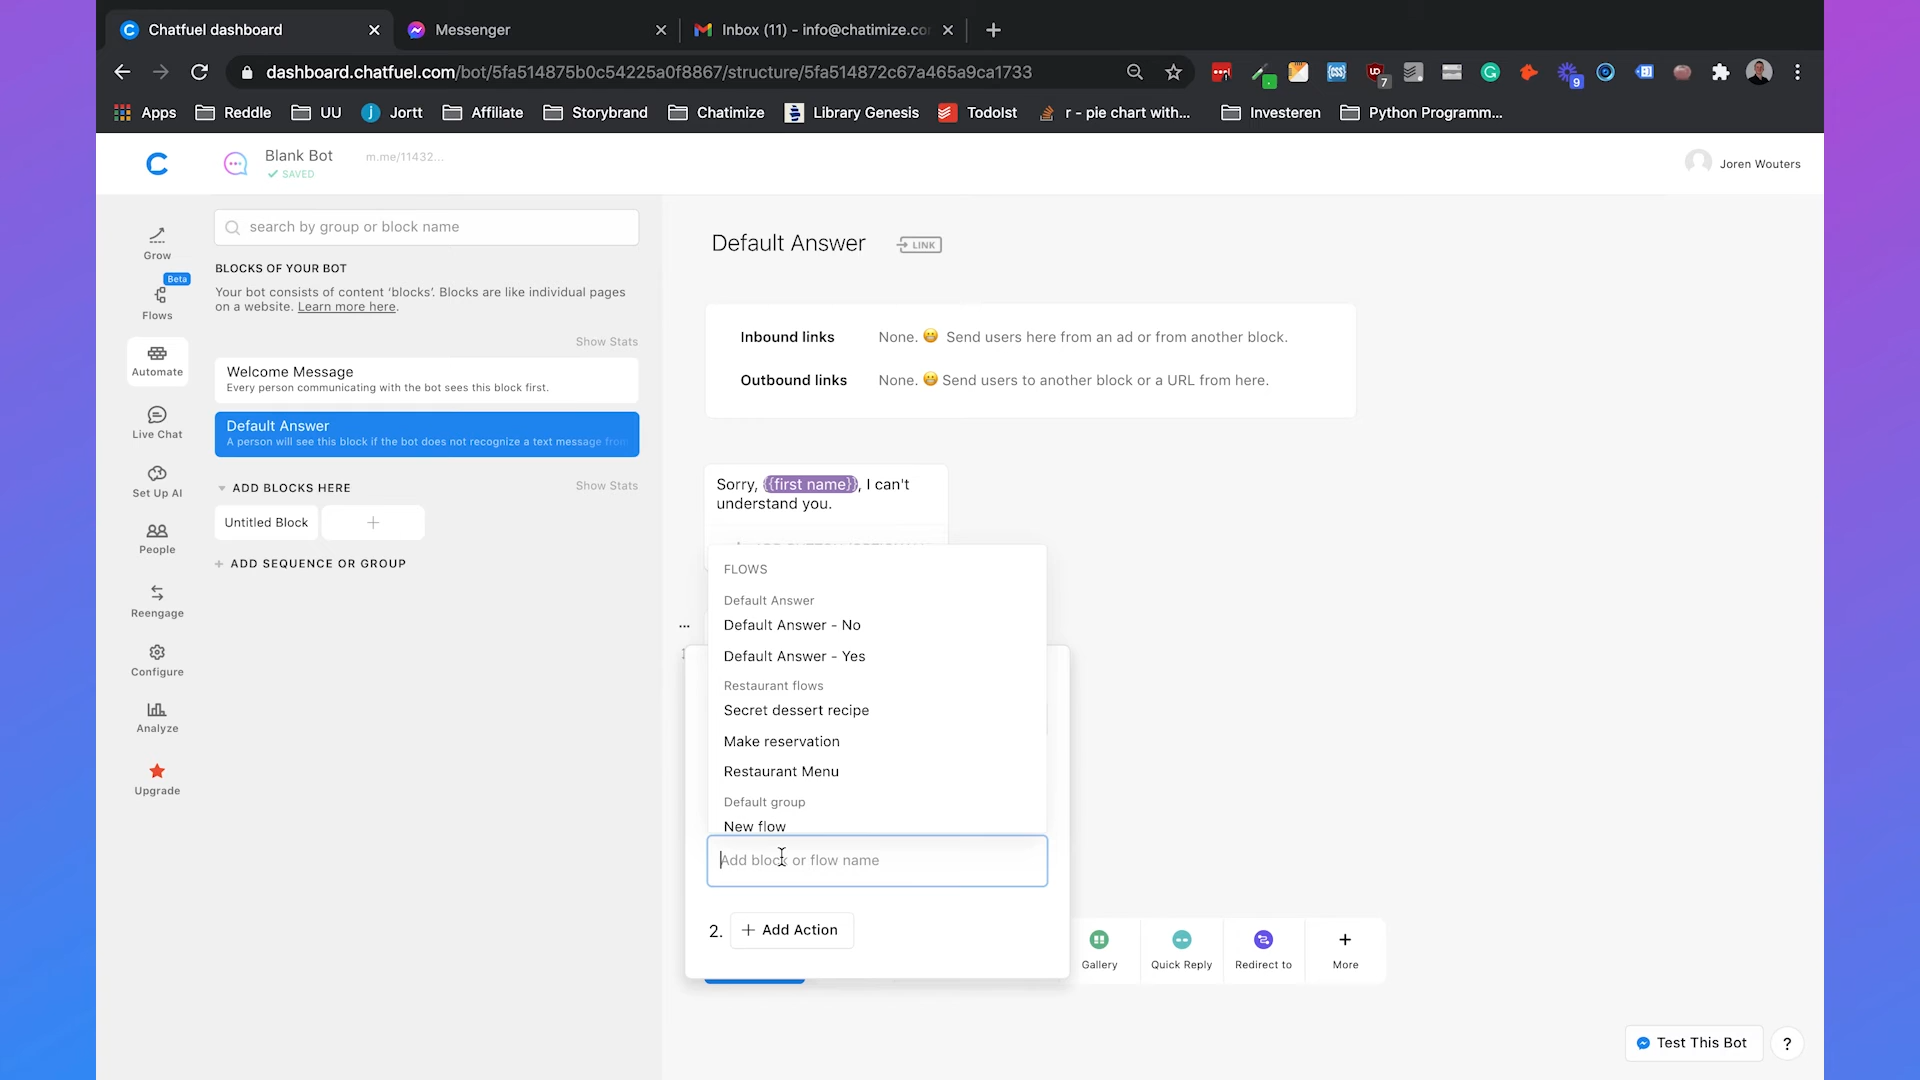 Chatfuel dashboard
Messenger
Inbox (11) - info@chatimize.co
dashboard.chatfuel.com/bot/5fa514875b0c54225a0f8867/structure/5fa514872c67a465a9ca1733
7
9
Apps
Reddle
UU
Jortt
Affiliate
Storybrand
Chatimize
Library Genesis
TodoIst
r - pie chart with...
Investeren
Python Programm...
Blank Bot
m.me/11432...
SAVED
Joren Wouters
Grow
Beta
Flows
Automate
Live Chat
Set Up AI
People
Reengage
Configure
Analyze
Upgrade
search by group or block name
BLOCKS OF YOUR BOT
Your bot consists of content ‘blocks’. Blocks are like individual pages
on a website. Learn more here.
Show Stats
Welcome Message
Every person communicating with the bot sees this block first.
Default Answer
A person will see this block if the bot does not recognize a text message from
ADD BLOCKS HERE
Show Stats
Untitled Block
ADD SEQUENCE OR GROUP
Default Answer
LINK
Inbound links
None. 😁 Send users here from an ad or from another block.
Outbound links
None. 😁 Send users to another block or a URL from here.
Sorry, {{first name}}, I can't
understand you.
FLOWS
Default Answer
Default Answer - No
Default Answer - Yes
Restaurant flows
Secret dessert recipe
Make reservation
Restaurant Menu
Default group
New flow
Add block or flow name
2. + Add Action
Gallery
Quick Reply
Redirect to
More
Test This Bot
?